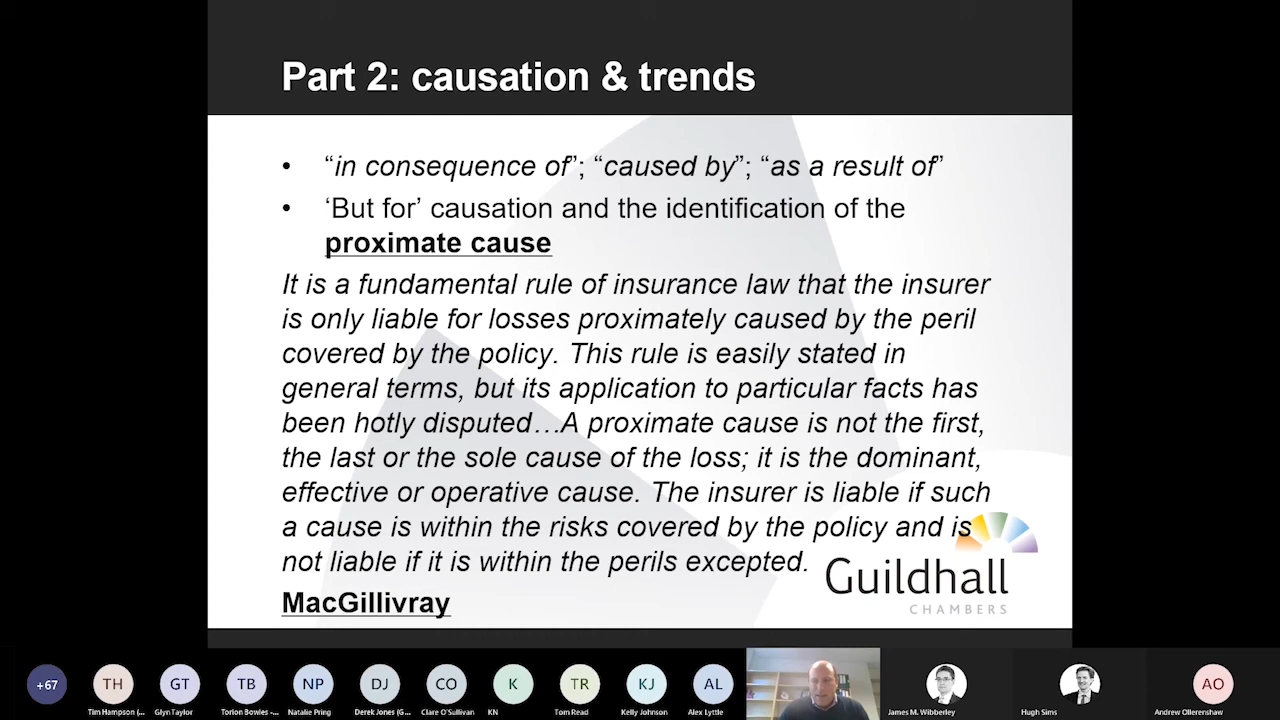 Part 2: causation & trends
• “in consequence of”; “caused by”; “as a result of”
• ‘But for’ causation and the identification of the
proximate cause
It is a fundamental rule of insurance law that the insurer
is only liable for losses proximately caused by the peril
covered by the policy. This rule is easily stated in
general terms, but its application to particular facts has
been hotly disputed…A proximate cause is not the first,
the last or the sole cause of the loss; it is the dominant,
effective or operative cause. The insurer is liable if such
a cause is within the risks covered by the policy and is
not liable if it is within the perils excepted.
MacGillivray
Guildhall
CHAMBERS
+67
TH
GT
TB
NP
DJ
CO
K
TR
KJ
AL
AO
Tim Hampson (...
Glyn Taylor
Torion Bowles -...
Natalie Pring
Derek Jones (G...
Clare O'Sullivan
KN
Tom Read
Kelly Johnson
Alex Lyttle
James M. Wibberley
Hugh Sims
Andrew Ollerenshaw